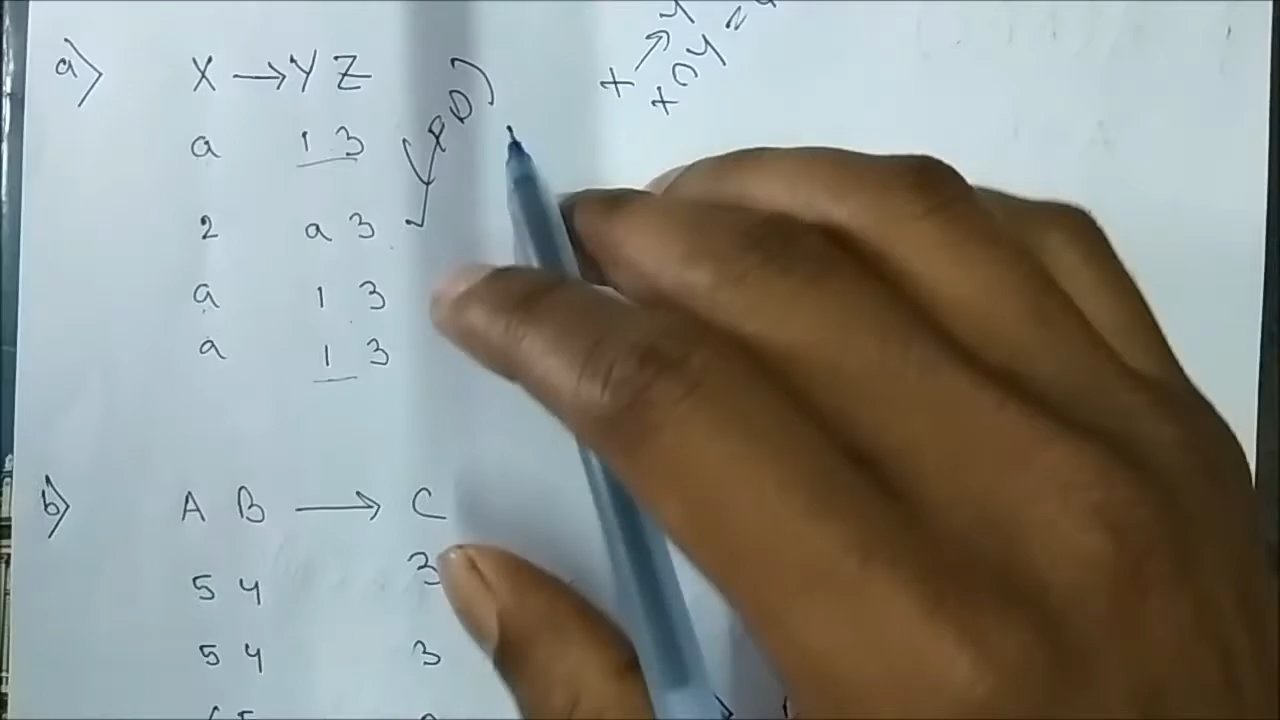 a) X → Y Z
a 1 3
(FD)
2 a 3
a 1 3
a 1 3
b) A B → C
5 4 3
5 4 3